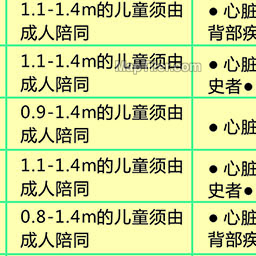 1.1-1.4m的儿童须由
成人陪同
● 心脏
背部疾
1.1-1.4m的儿童须由
成人陪同
● 心脏
史者●
0.9-1.4m的儿童须由
成人陪同
● 心脏
1.1-1.4m的儿童须由
成人陪同
● 心脏
史者●
0.8-1.4m的儿童须由
成人陪同
● 心脏
背部疾